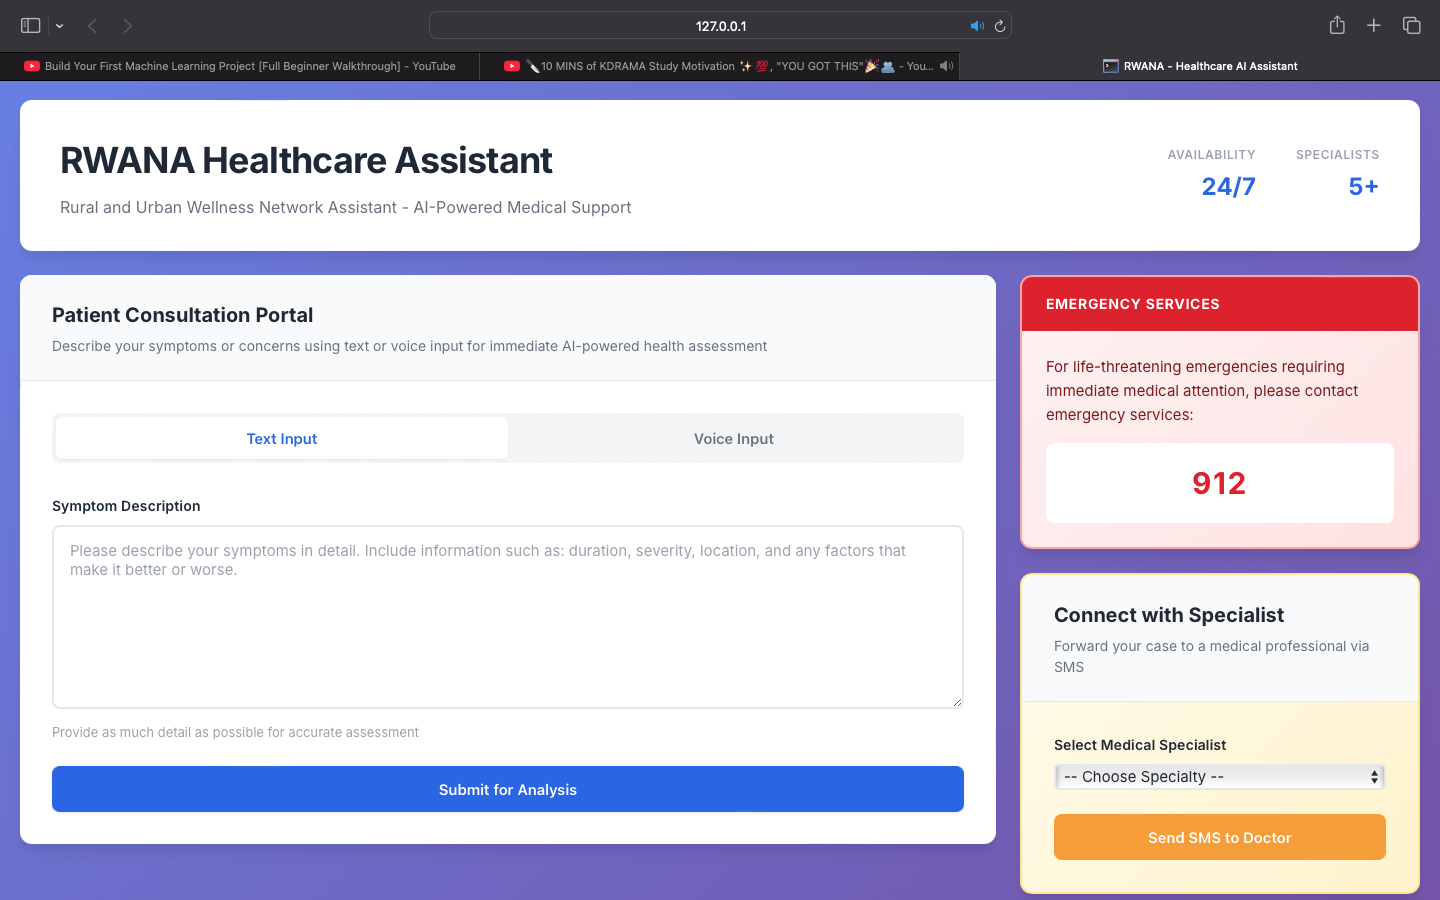 127.0.0.1
Build Your First Machine Learning Project [Full Beginner Walkthrough] - YouTube
🔪10 MINS of KDRAMA Study Motivation ✨ 💯, "YOU GOT THIS"🎉👥 - You...
RWANA - Healthcare AI Assistant
RWANA Healthcare Assistant
Rural and Urban Wellness Network Assistant - AI-Powered Medical Support
AVAILABILITY
24/7
SPECIALISTS
5+
Patient Consultation Portal
Describe your symptoms or concerns using text or voice input for immediate AI-powered health assessment
Text Input
Voice Input
Symptom Description
Please describe your symptoms in detail. Include information such as: duration, severity, location, and any factors that
make it better or worse.
Provide as much detail as possible for accurate assessment
Submit for Analysis
EMERGENCY SERVICES
For life-threatening emergencies requiring
immediate medical attention, please contact
emergency services:
912
Connect with Specialist
Forward your case to a medical professional via
SMS
Select Medical Specialist
-- Choose Specialty --
Send SMS to Doctor